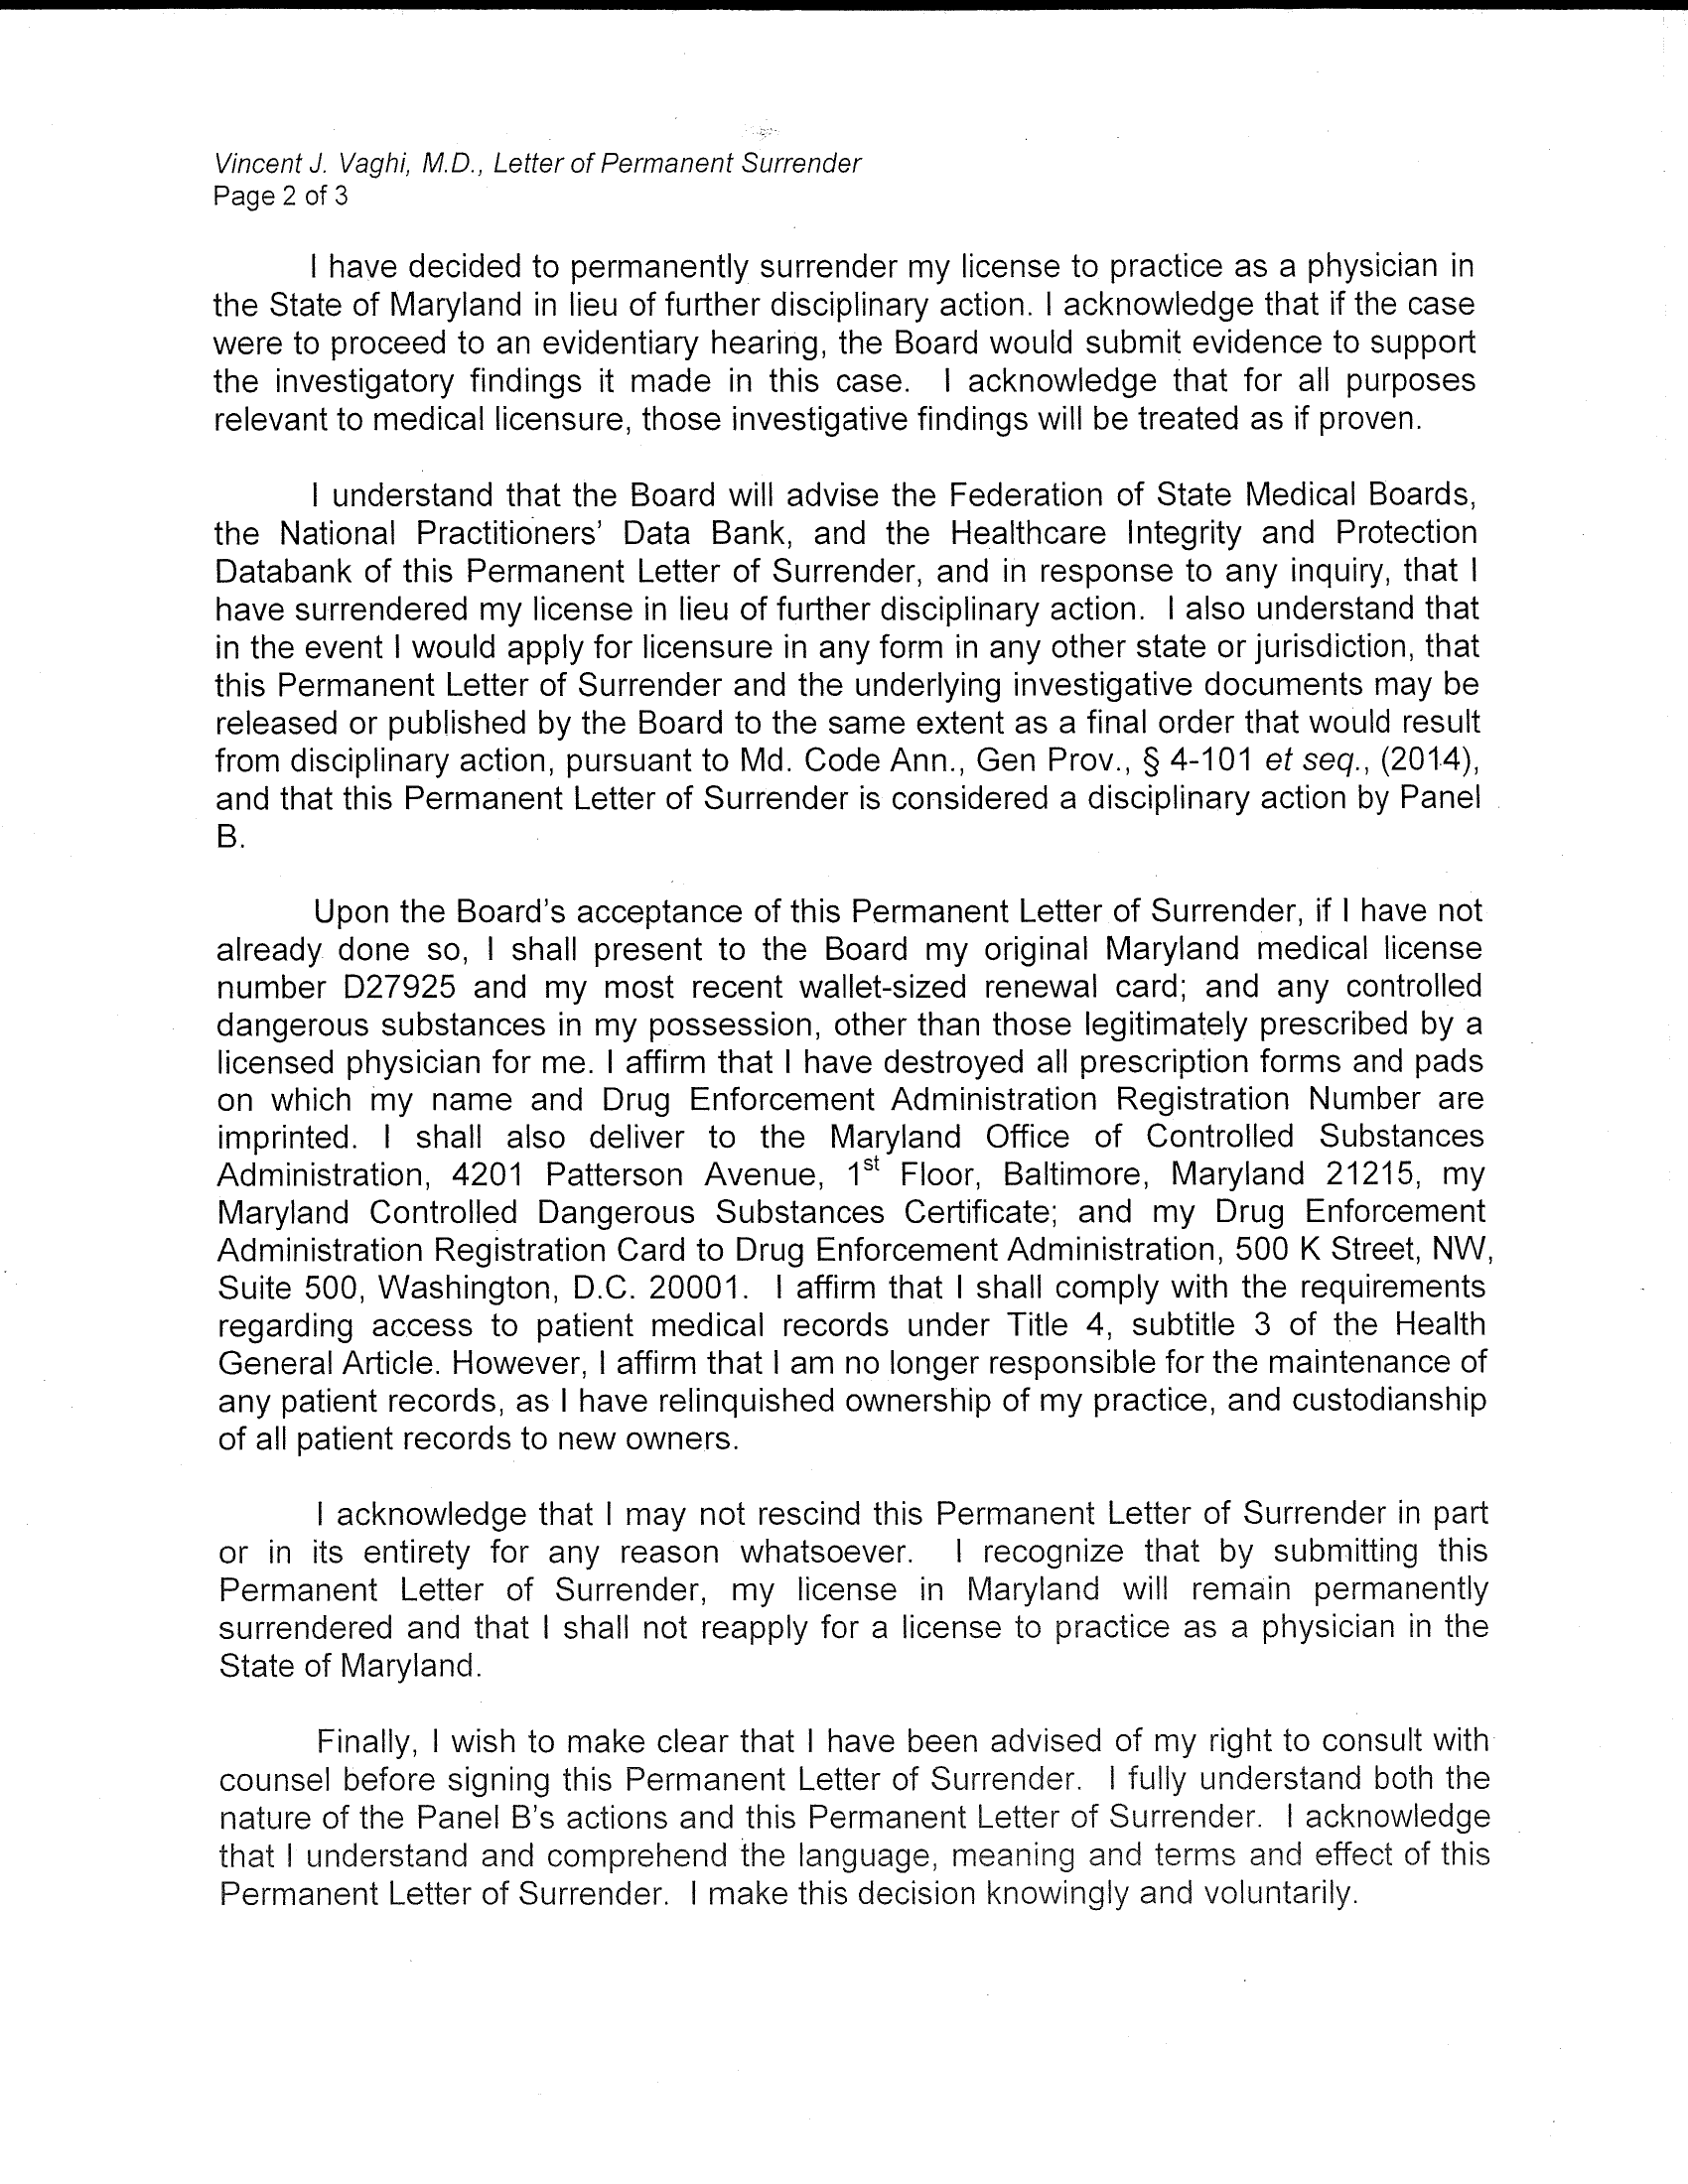 Vincent J. Vaghi, M.D., Letter of Permanent Surrender
Page 2 of 3
I have decided to permanently surrender my license to practice as a physician in
the State of Maryland in lieu of further disciplinary action. I acknowledge that if the case
were to proceed to an evidentiary hearing, the Board would submit evidence to support
the investigatory findings it made in this case. I acknowledge that for all purposes
relevant to medical licensure, those investigative findings will be treated as if proven.
I understand that the Board will advise the Federation of State Medical Boards,
the National Practitioners' Data Bank, and the Healthcare Integrity and Protection
Databank of this Permanent Letter of Surrender, and in response to any inquiry, that I
have surrendered my license in lieu of further disciplinary action. I also understand that
in the event I would apply for licensure in any form in any other state or jurisdiction, that
this Permanent Letter of Surrender and the underlying investigative documents may be
released or published by the Board to the same extent as a final order that would result
from disciplinary action, pursuant to Md. Code Ann., Gen Prov., § 4-101 et seq., (2014),
and that this Permanent Letter of Surrender is considered a disciplinary action by Panel
B.
Upon the Board's acceptance of this Permanent Letter of Surrender, if I have not
already done so, I shall present to the Board my original Maryland medical license
number D27925 and my most recent wallet-sized renewal card; and any controlled
dangerous substances in my possession, other than those legitimately prescribed by a
licensed physician for me. I affirm that I have destroyed all prescription forms and pads
on which my name and Drug Enforcement Administration Registration Number are
imprinted. I shall also deliver to the Maryland Office of Controlled Substances
Administration, 4201 Patterson Avenue, 1st Floor, Baltimore, Maryland 21215, my
Maryland Controlled Dangerous Substances Certificate; and my Drug Enforcement
Administration Registration Card to Drug Enforcement Administration, 500 K Street, NW,
Suite 500, Washington, D.C. 20001. I affirm that I shall comply with the requirements
regarding access to patient medical records under Title 4, subtitle 3 of the Health
General Article. However, I affirm that I am no longer responsible for the maintenance of
any patient records, as I have relinquished ownership of my practice, and custodianship
of all patient records to new owners.
I acknowledge that I may not rescind this Permanent Letter of Surrender in part
or in its entirety for any reason whatsoever. I recognize that by submitting this
Permanent Letter of Surrender, my license in Maryland will remain permanently
surrendered and that I shall not reapply for a license to practice as a physician in the
State of Maryland.
Finally, I wish to make clear that I have been advised of my right to consult with
counsel before signing this Permanent Letter of Surrender. I fully understand both the
nature of the Panel B's actions and this Permanent Letter of Surrender. I acknowledge
that I understand and comprehend the language, meaning and terms and effect of this
Permanent Letter of Surrender. I make this decision knowingly and voluntarily.